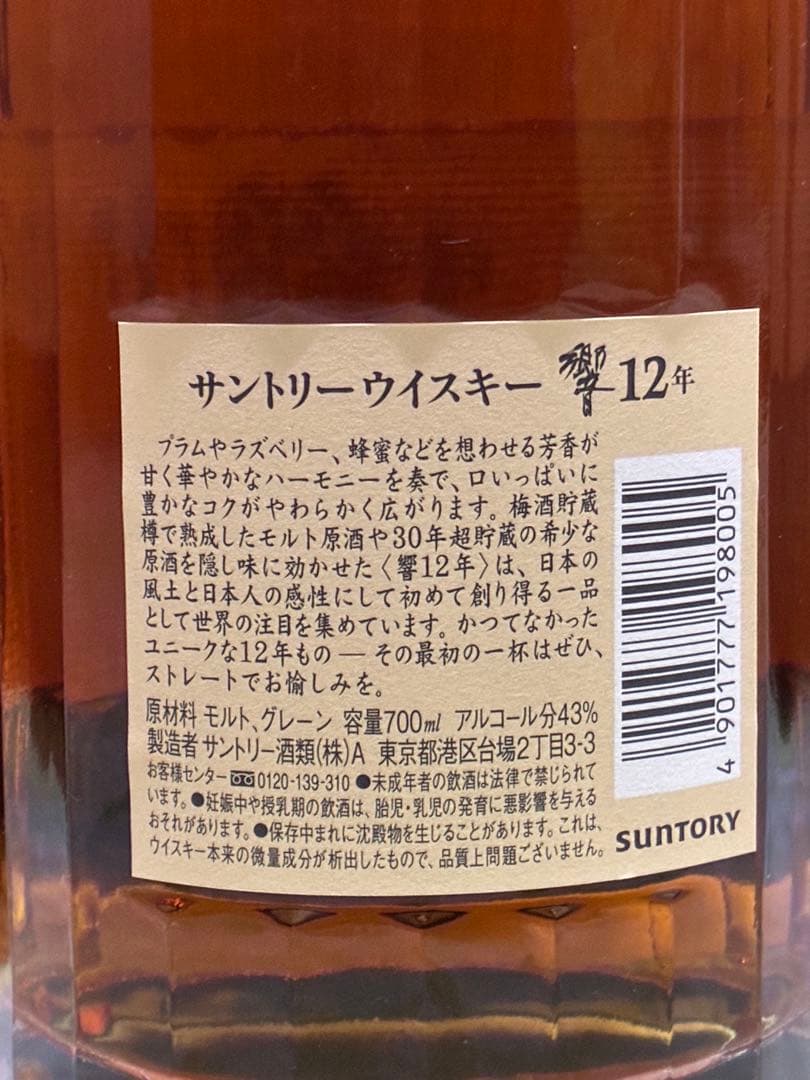 サントリーウイスキー 響 12年
プラムやラズベリー、蜂蜜などを想わせる芳香が
甘く華やかなハーモニーを奏で、口いっぱいに
豊かなコクがやわらかく広がります。梅酒貯蔵
樽で熟成したモルト原酒や30年超貯蔵の希少な
原酒を隠し味に効かせた〈響12年〉は、日本の
風土と日本人の感性にして初めて創り得る一品
として世界の注目を集めています。かつてなかった
ユニークな12年もの ― その最初の一杯はぜひ、
ストレートでお愉しみを。
原材料 モルト、グレーン 容量700ml アルコール分43%
製造者 サントリー酒類(株)A 東京都港区台場2丁目3-3
お客様センター 0120-139-310 ●未成年者の飲酒は法律で禁じられて
います。●妊娠中や授乳期の飲酒は、胎児・乳児の発育に悪影響を与える
おそれがあります。●保存中まれに沈殿物を生じることがあります。これは、
ウイスキー本来の微量成分が析出したもので、品質上問題ございません。
4 901777 198005
SUNTORY